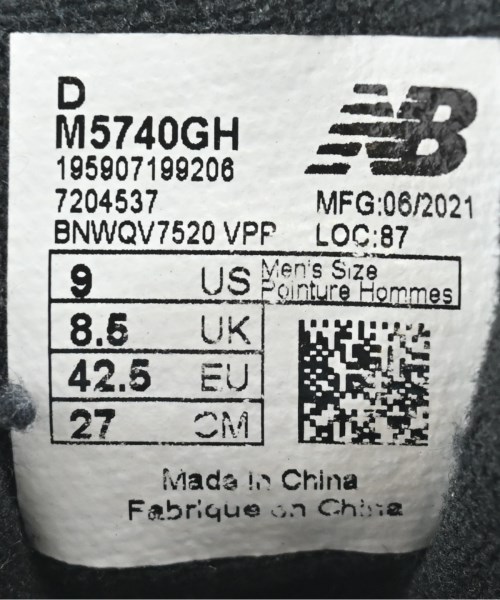 D
M5740GH
195907199206
7204537
BNWQV7520 VPP
NB
MFG:06/2021
LOC:87
9 US Men's Size
Pointure Hommes
8.5 UK
42.5 EU
27 CM
Made in China
Fabrique en Chine